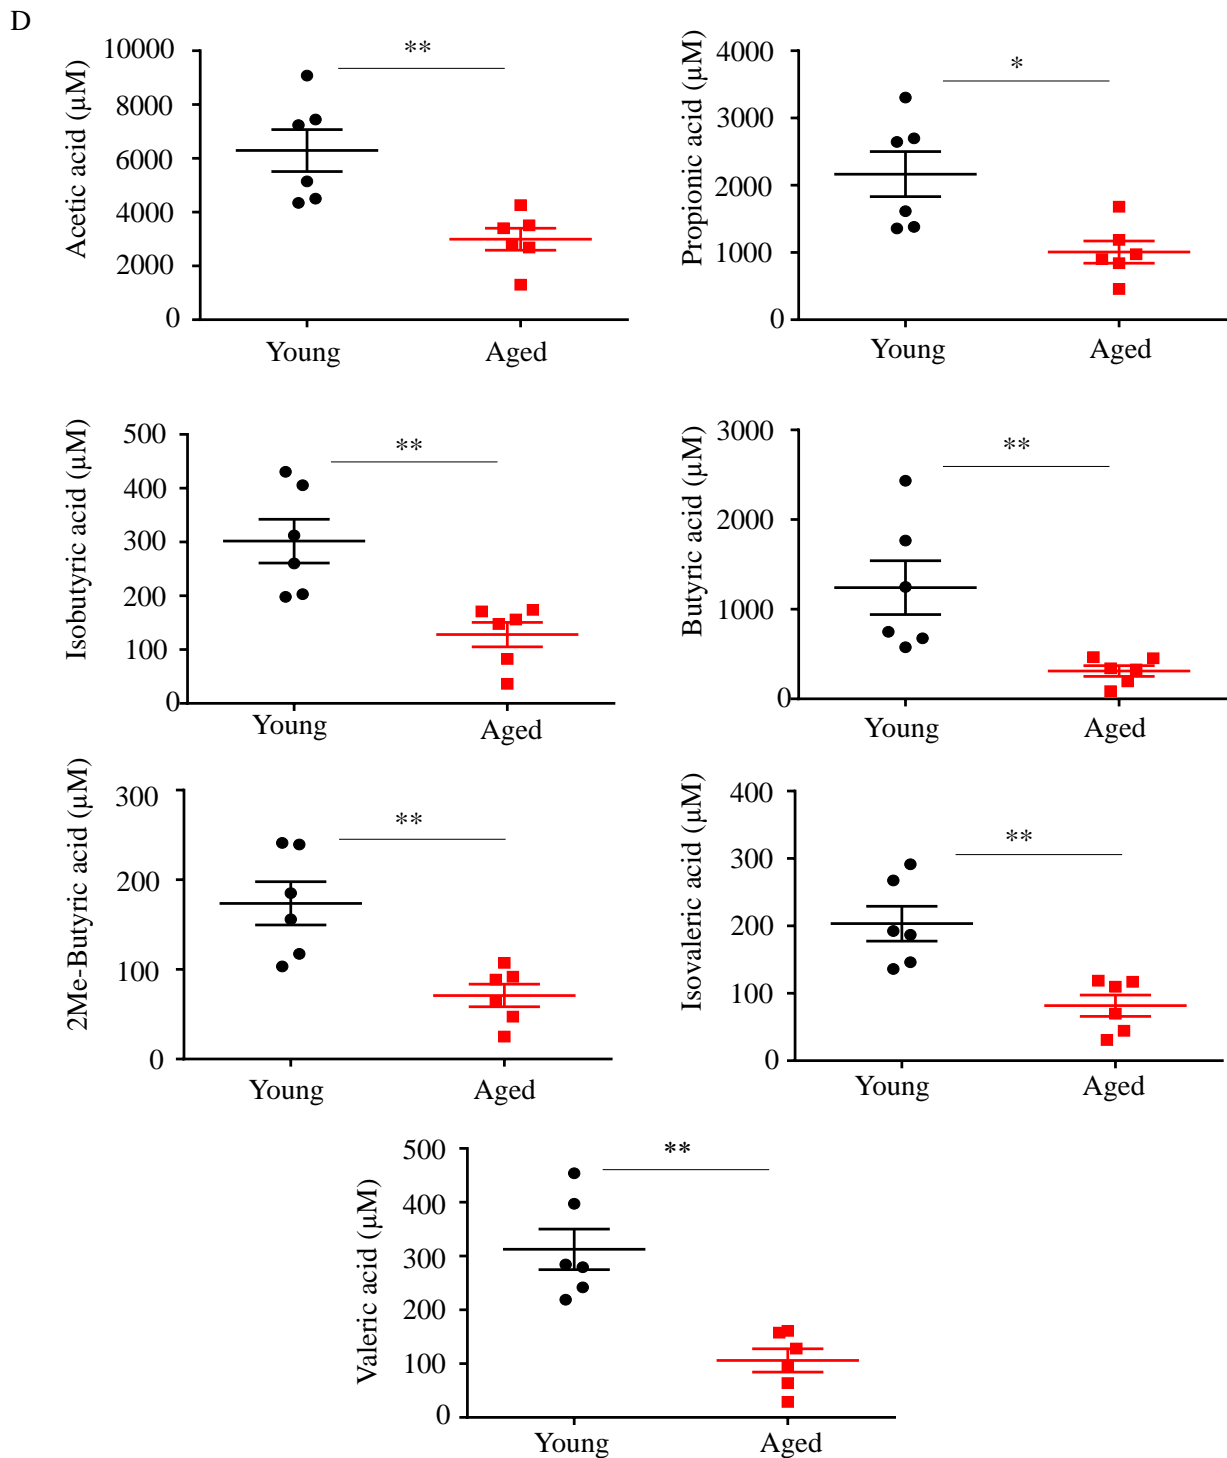 D
Acetic acid (µM)
10000
8000
6000
4000
2000
0
**
Young Aged
Propionic acid (µM)
4000
3000
2000
1000
0
*
Young Aged
Isobutyric acid (µM)
500
400
300
200
100
0
**
Young Aged
Butyric acid (µM)
3000
2000
1000
0
**
Young Aged
2Me-Butyric acid (µM)
300
200
100
0
**
Young Aged
Isovaleric acid (µM)
400
300
200
100
0
**
Young Aged
Valeric acid (µM)
500
400
300
200
100
0
**
Young Aged